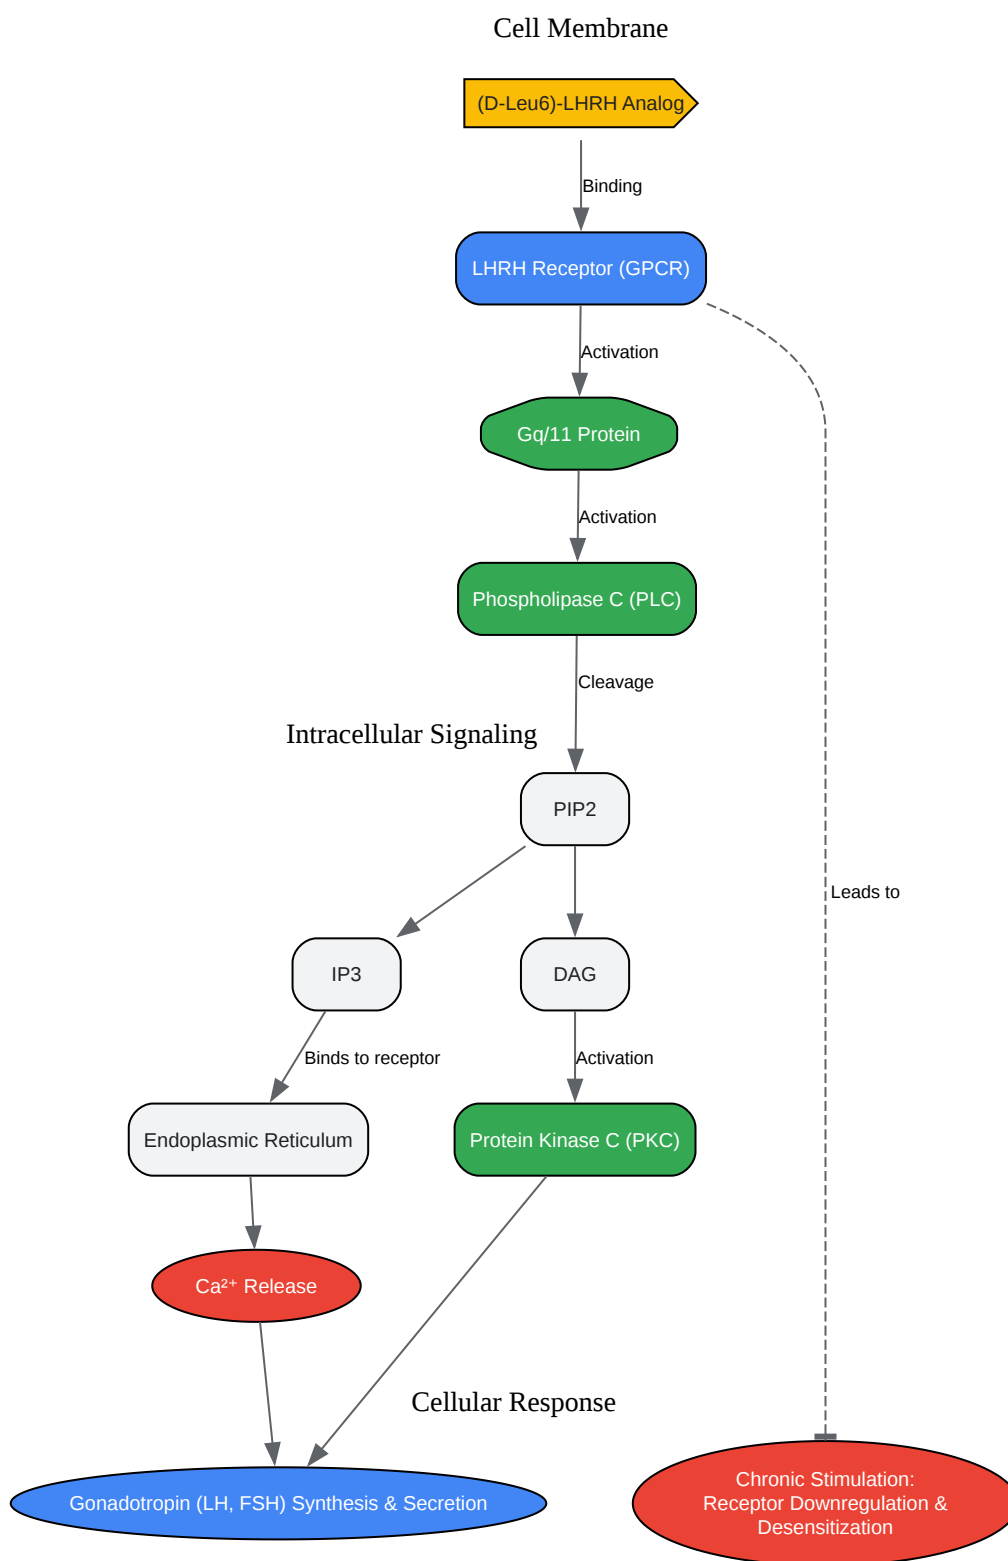 Cell Membrane
(D-Leu6)-LHRH Analog
Binding
LHRH Receptor (GPCR)
Activation
Gq/11 Protein
Activation
Phospholipase C (PLC)
Cleavage
Intracellular Signaling
PIP2
Leads to
IP3
DAG
Binds to receptor
Activation
Endoplasmic Reticulum
Protein Kinase C (PKC)
Ca²⁺ Release
Cellular Response
Gonadotropin (LH, FSH) Synthesis & Secretion
Chronic Stimulation:
Receptor Downregulation &
Desensitization